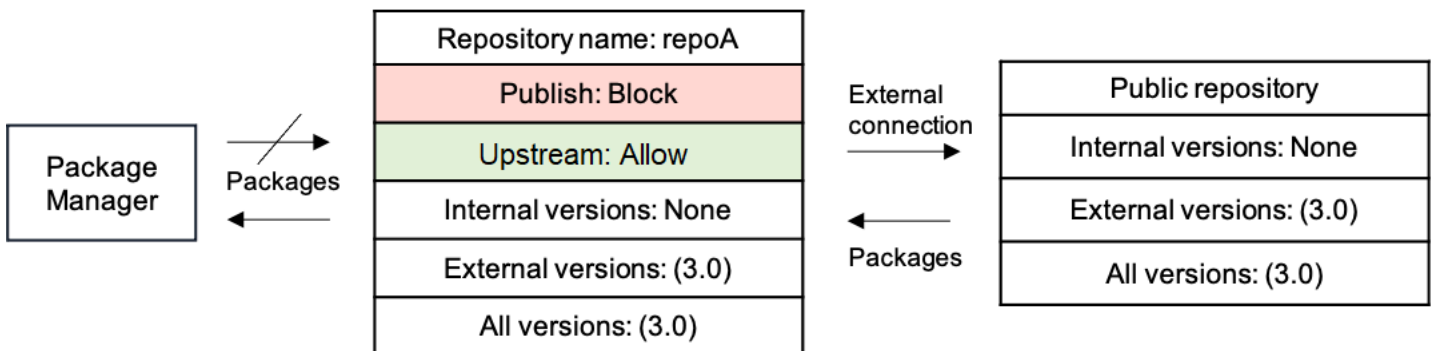 Package
Manager
Packages
Repository name: repoA
Publish: Block
Upstream: Allow
Internal versions: None
External versions: (3.0)
All versions: (3.0)
External
connection
Packages
Public repository
Internal versions: None
External versions: (3.0)
All versions: (3.0)